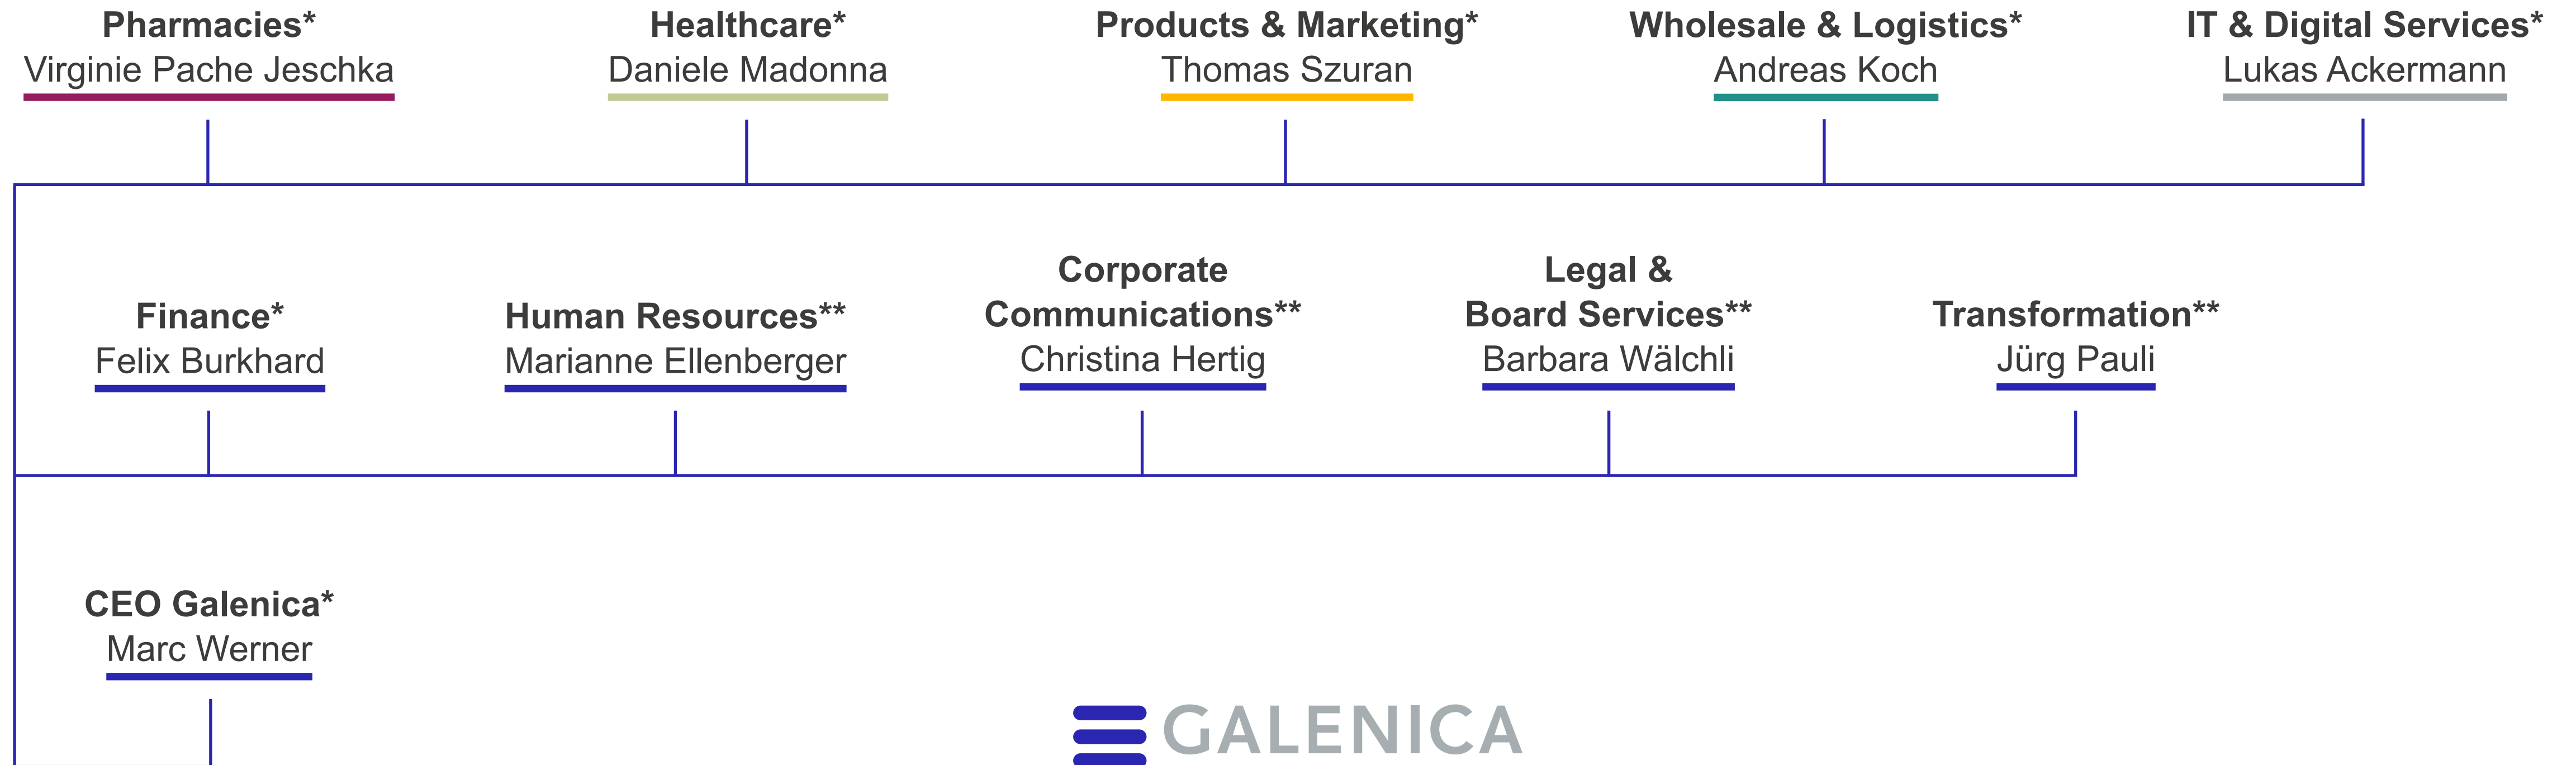 Pharmacies*
Virginie Pache Jeschka
Healthcare*
Daniele Madonna
Products & Marketing*
Thomas Szuran
Wholesale & Logistics*
Andreas Koch
IT & Digital Services*
Lukas Ackermann
Finance*
Felix Burkhard
Human Resources**
Marianne Ellenberger
Corporate
Communications**
Christina Hertig
Legal &
Board Services**
Barbara Wälchli
Transformation**
Jürg Pauli
CEO Galenica*
Marc Werner
GALENICA